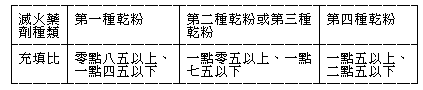 滅火藥 第一種乾粉 第二種乾粉或第三種 第四種乾粉
劑種類 乾粉
充填比 零點八五以上、 一點零五以上、一點 一點五以上、
一點四五以下 七五以下 二點五以下